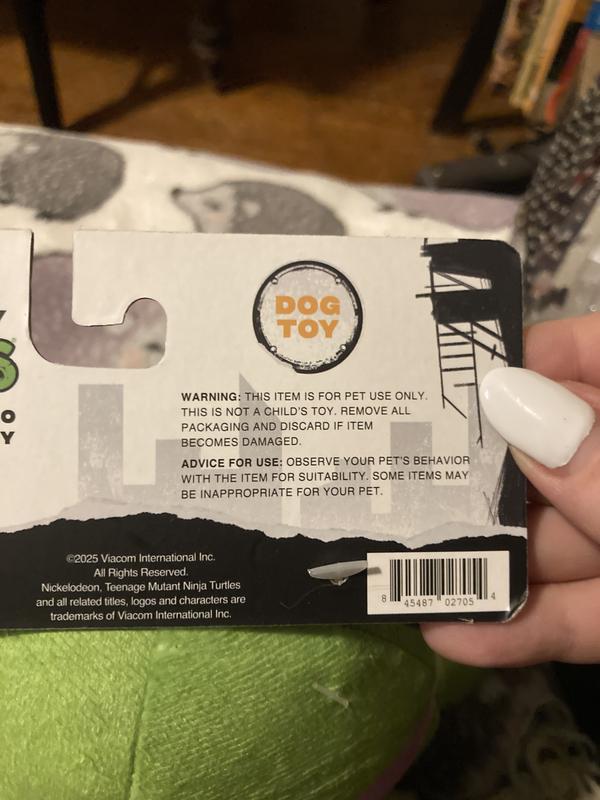 DOG
TOY
WARNING: THIS ITEM IS FOR PET USE ONLY.
THIS IS NOT A CHILD'S TOY. REMOVE ALL
PACKAGING AND DISCARD IF ITEM
BECOMES DAMAGED.
ADVICE FOR USE: OBSERVE YOUR PET'S BEHAVIOR
WITH THE ITEM FOR SUITABILITY. SOME ITEMS MAY
BE INAPPROPRIATE FOR YOUR PET.
©2025 Viacom International Inc.
All Rights Reserved.
Nickelodeon, Teenage Mutant Ninja Turtles
and all related titles, logos and characters are
trademarks of Viacom International Inc.
8 45487 02705 4